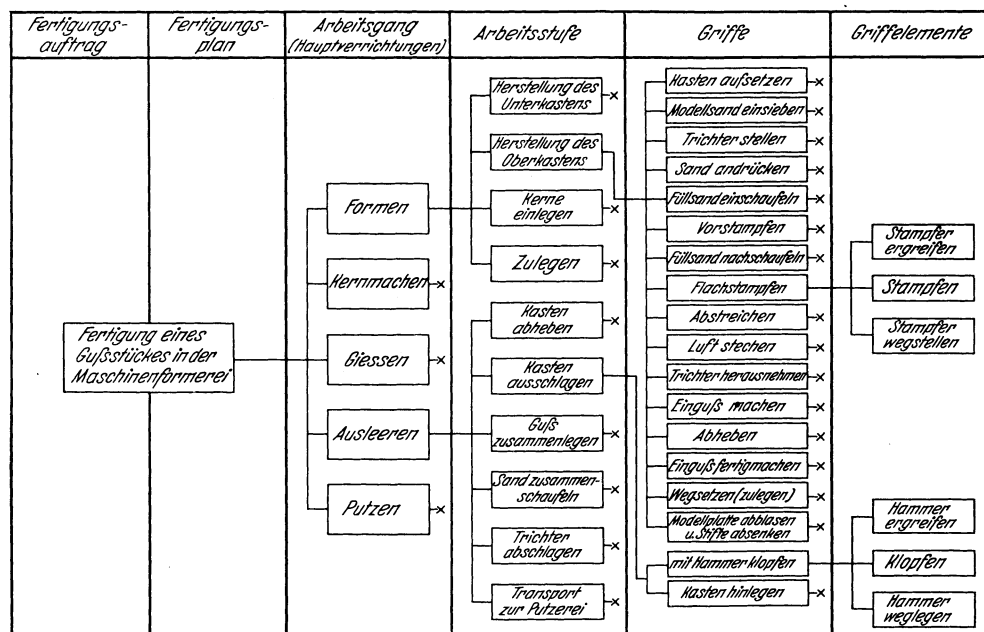 Fertigungs-
auftrag
Fertigungs-
plan
Arbeitsgang
(Hauptverrichtungen)
Arbeitsstufe
Griffe
Griffelemente
Fertigung eines
Gußstückes in der
Maschinenformerei
Formen
Kernmachen
Giessen
Ausleeren
Putzen
Herstellung des
Unterkastens
Herstellung des
Oberkastens
Kerne
einlegen
Zulegen
Kasten
abheben
Kasten
ausschlagen
Guß
zusammenlegen
Sand zusammen-
schaufeln
Trichter
abschlagen
Transport
zur Putzerei
Kasten aufsetzen
Modellsand einsieben
Trichter stellen
Sand andrücken
Füllsand einschaufeln
Vorstampfen
Füllsand nachschaufeln
Flachstampfen
Abstreichen
Luft stechen
Trichter herausnehmen
Einguß machen
Abheben
Einguß fertigmachen
Wegsetzen (zulegen)
Modellplatte abblasen
u. Stifte absenken
mit Hammer klopfen
Kasten hinlegen
Stampfer
ergreifen
Stampfen
Stampfer
wegstellen
Hammer
ergreifen
Klopfen
Hammer
weglegen